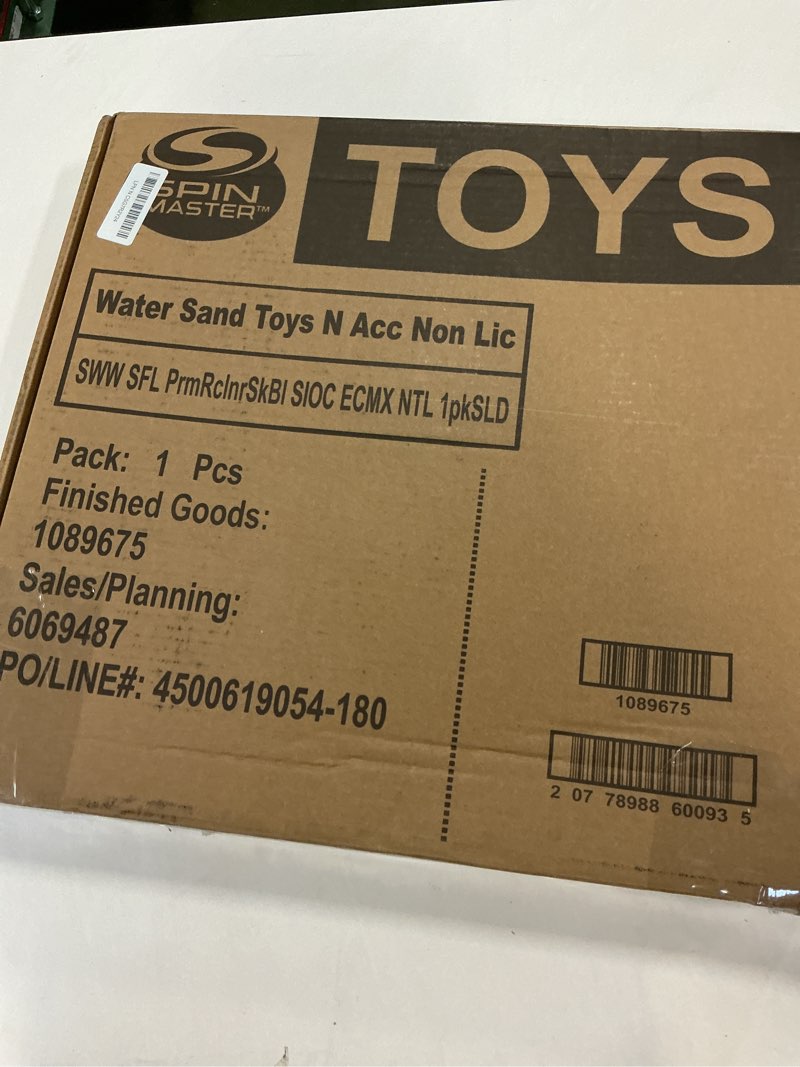 SPIN
MASTER™
TOYS
Water Sand Toys N Acc Non Lic
SWW SFL PrmRclnrSkBl SIOC ECMX NTL 1pkSLD
Pack: 1 Pcs
Finished Goods:
1089675
Sales/Planning:
6069487
PO/LINE#: 4500619054-180
1089675
2 07 78988 60093 5